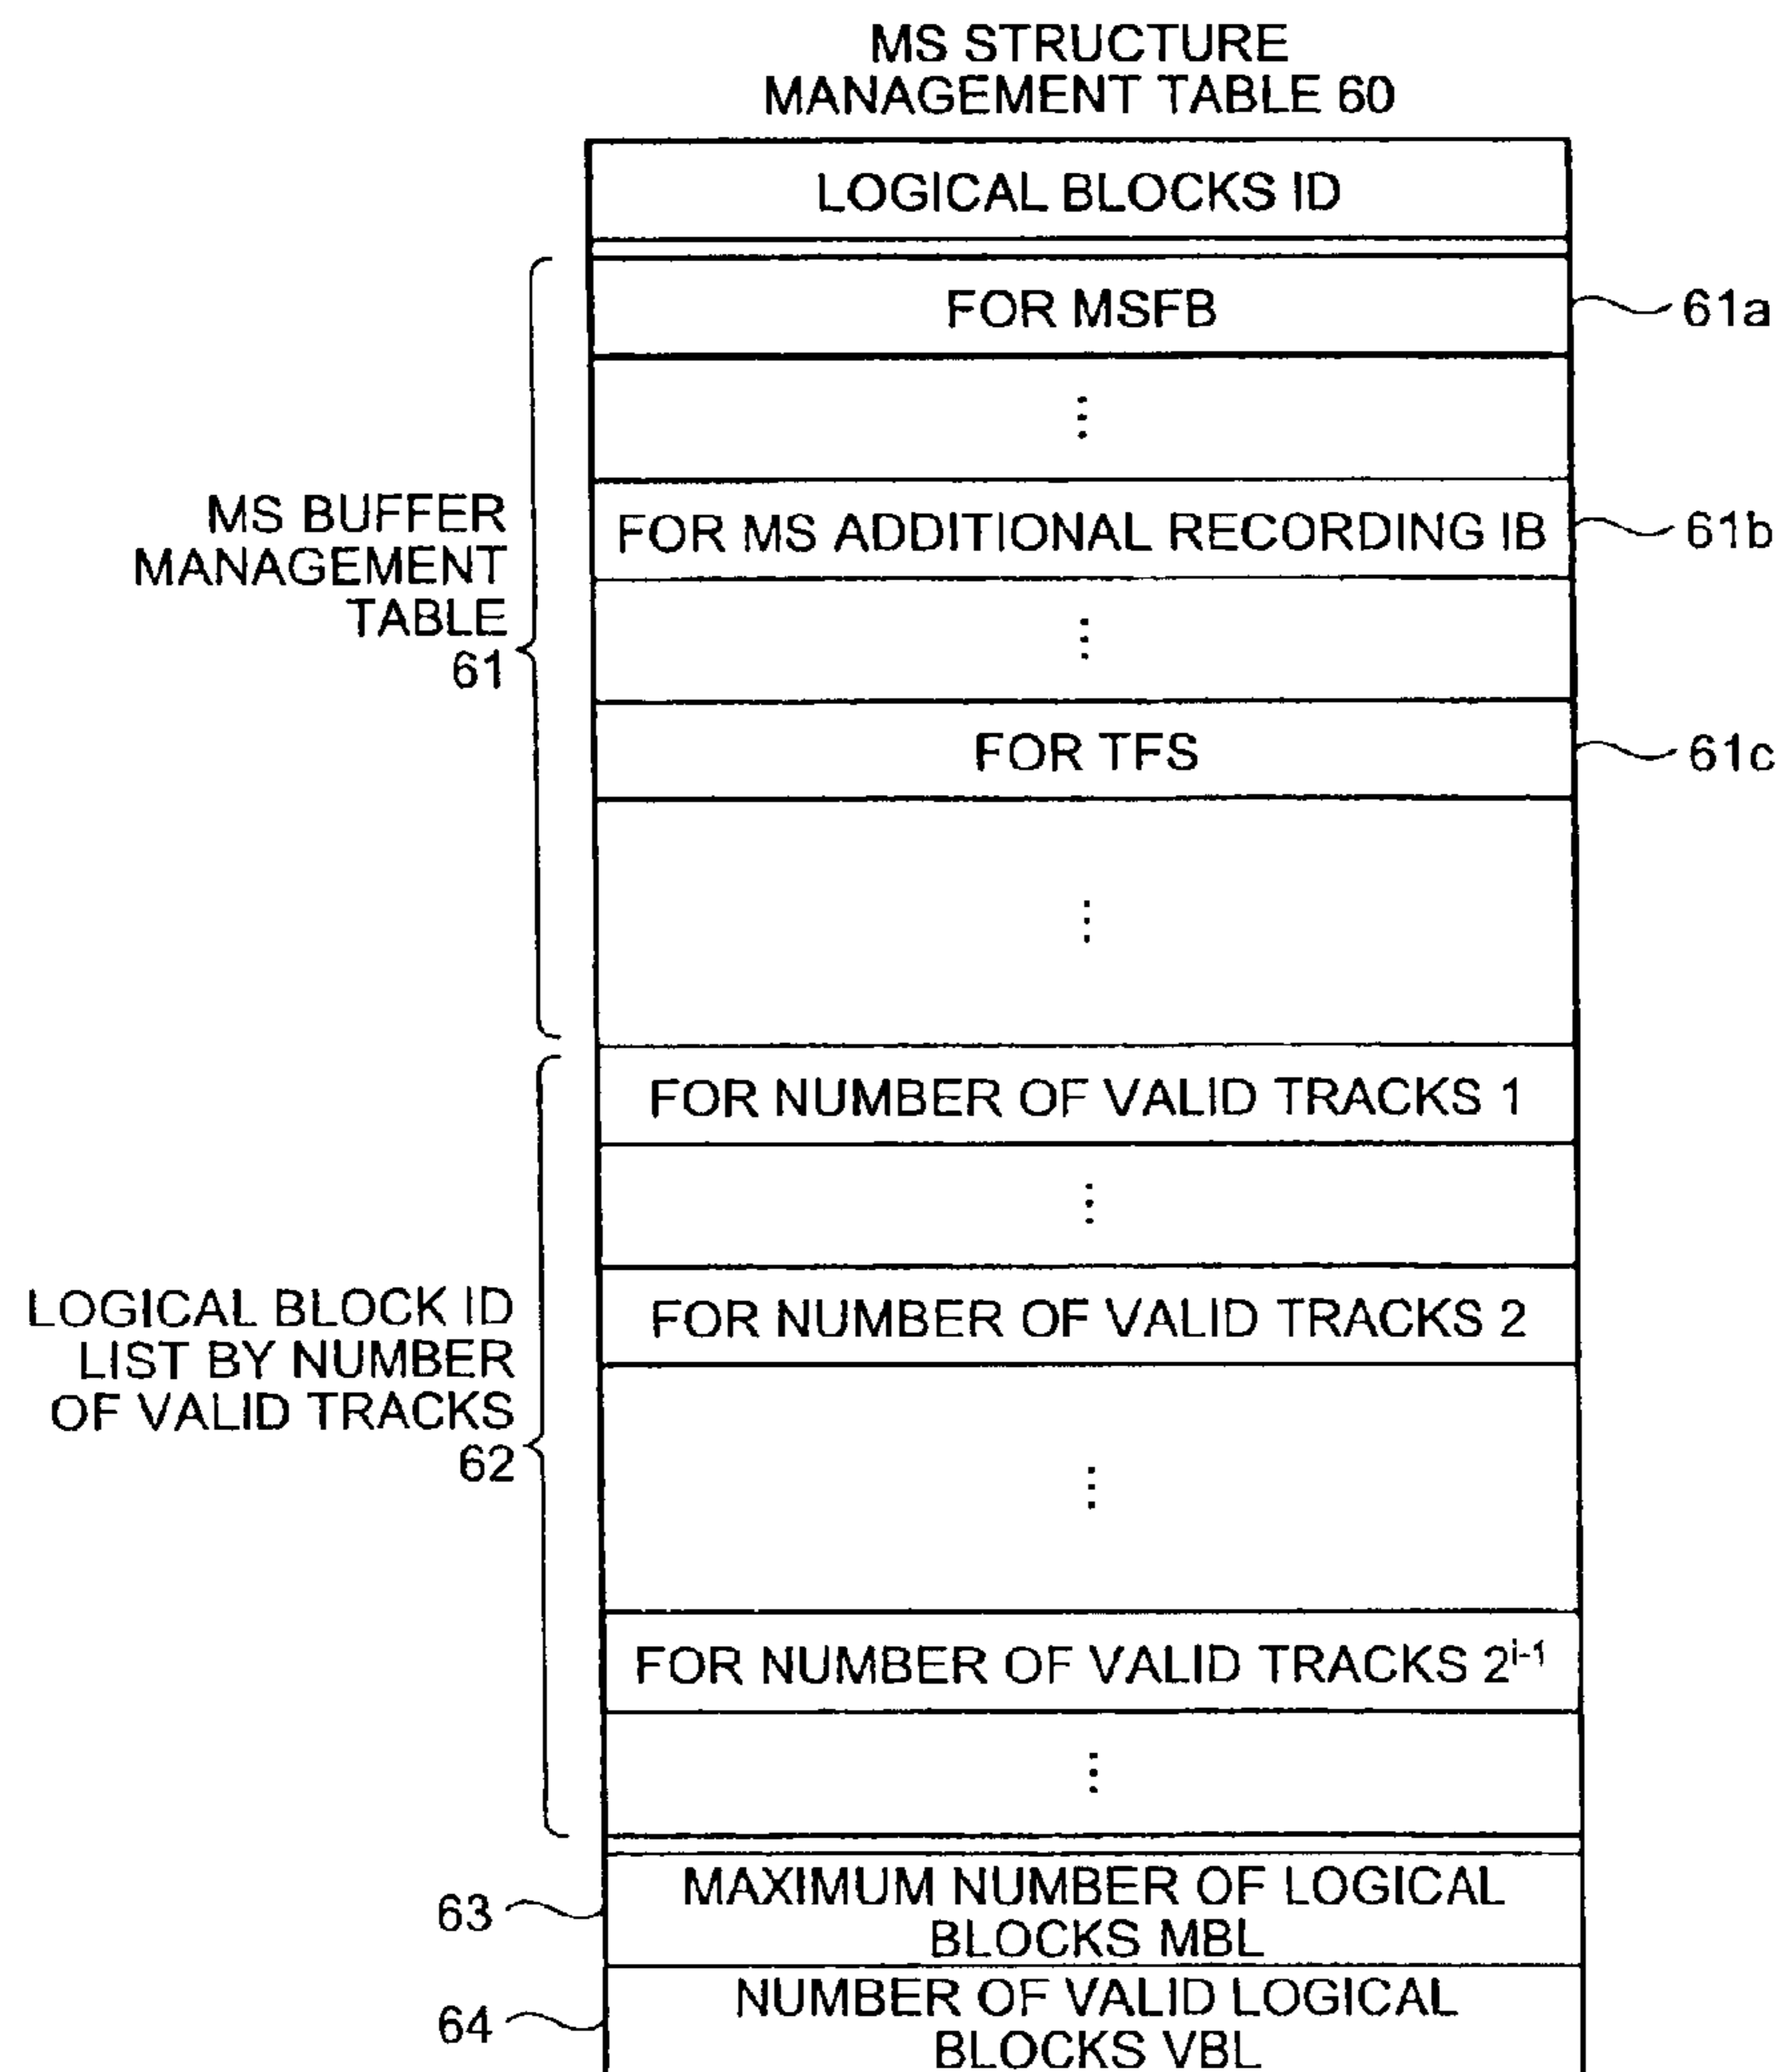 MS STRUCTURE
MANAGEMENT TABLE 60
LOGICAL BLOCKS ID
FOR MSFB
61a
⋮
FOR MS ADDITIONAL RECORDING IB
61b
⋮
FOR TFS
61c
⋮
MS BUFFER
MANAGEMENT
TABLE
61
FOR NUMBER OF VALID TRACKS 1
⋮
FOR NUMBER OF VALID TRACKS 2
⋮
FOR NUMBER OF VALID TRACKS 2^i-1
⋮
LOGICAL BLOCK ID
LIST BY NUMBER
OF VALID TRACKS
62
63
MAXIMUM NUMBER OF LOGICAL
BLOCKS MBL
64
NUMBER OF VALID LOGICAL
BLOCKS VBL